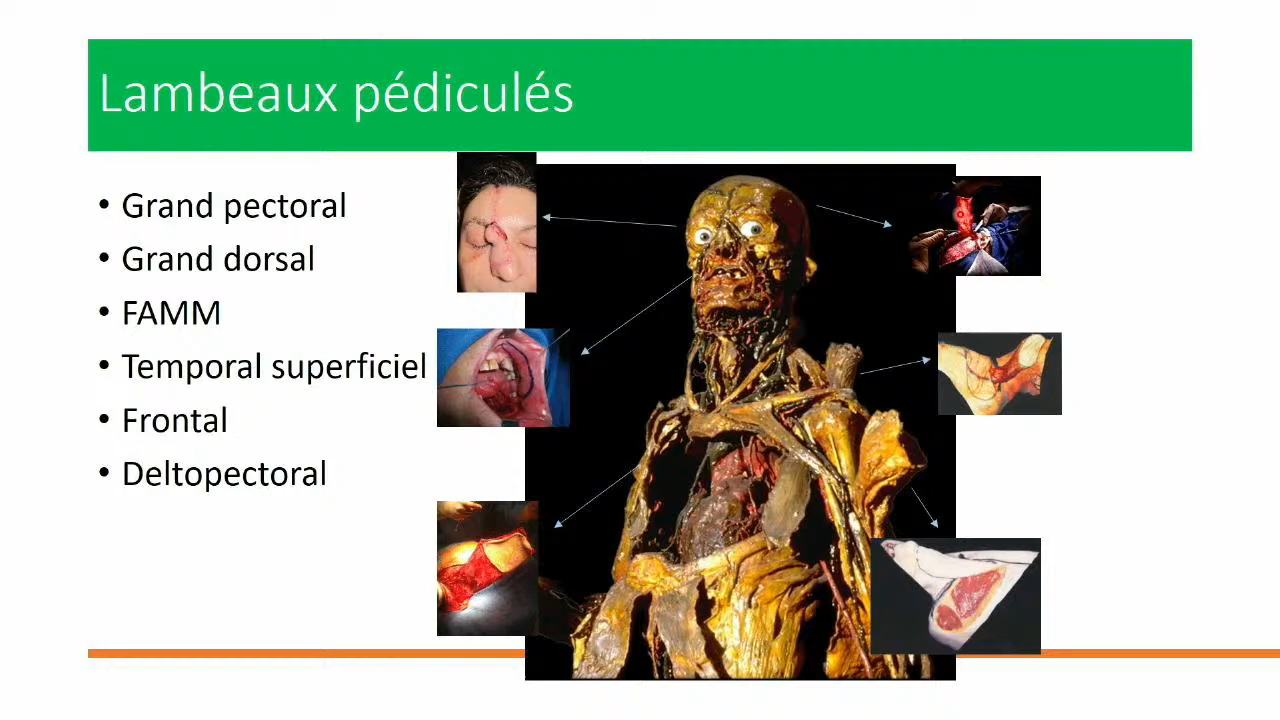 Lambeaux pédiculés
• Grand pectoral
• Grand dorsal
• FAMM
• Temporal superficiel
• Frontal
• Deltopectoral